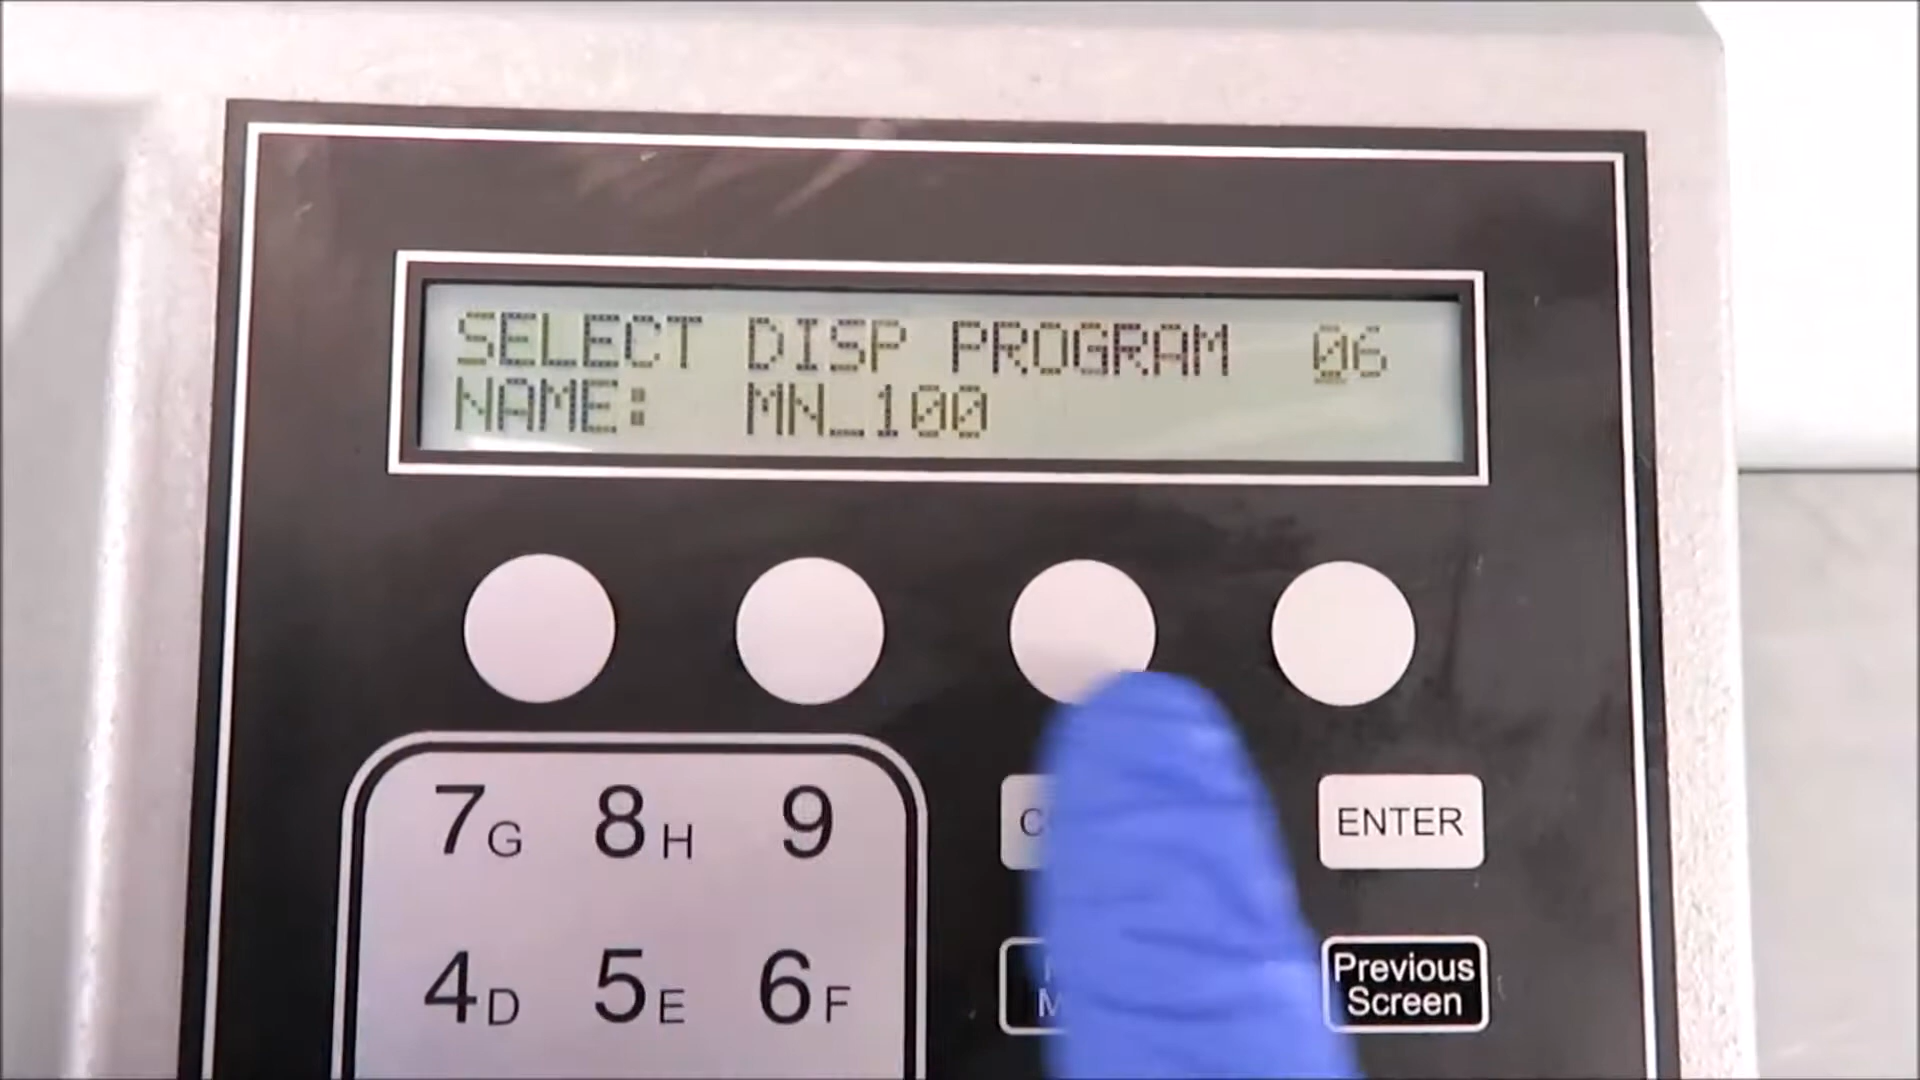 SELECT DISP PROGRAM 06
NAME: MN_100
7G 8H 9
ENTER
4D 5E 6F
Previous
Screen